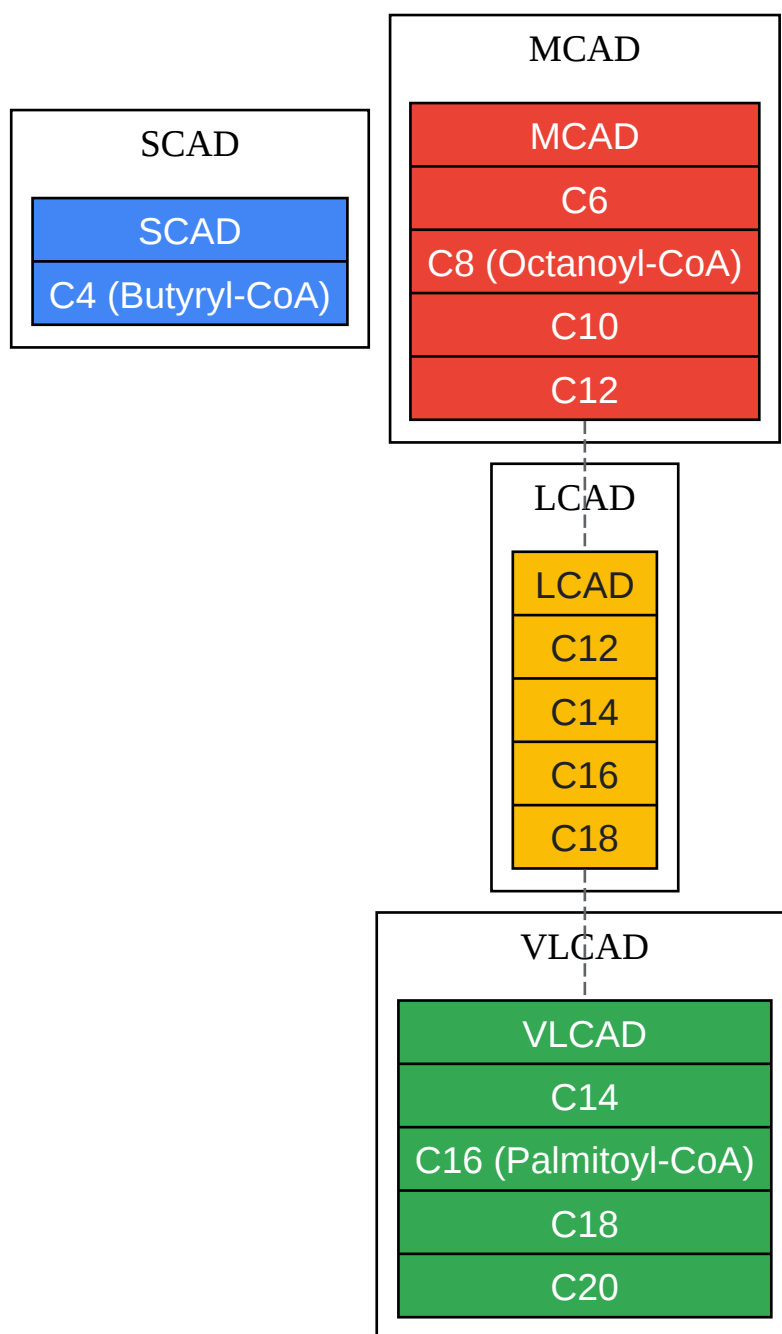 SCAD
SCAD
C4 (Butyryl-CoA)
MCAD
MCAD
C6
C8 (Octanoyl-CoA)
C10
C12
LCAD
LCAD
C12
C14
C16
C18
VLCAD
VLCAD
C14
C16 (Palmitoyl-CoA)
C18
C20